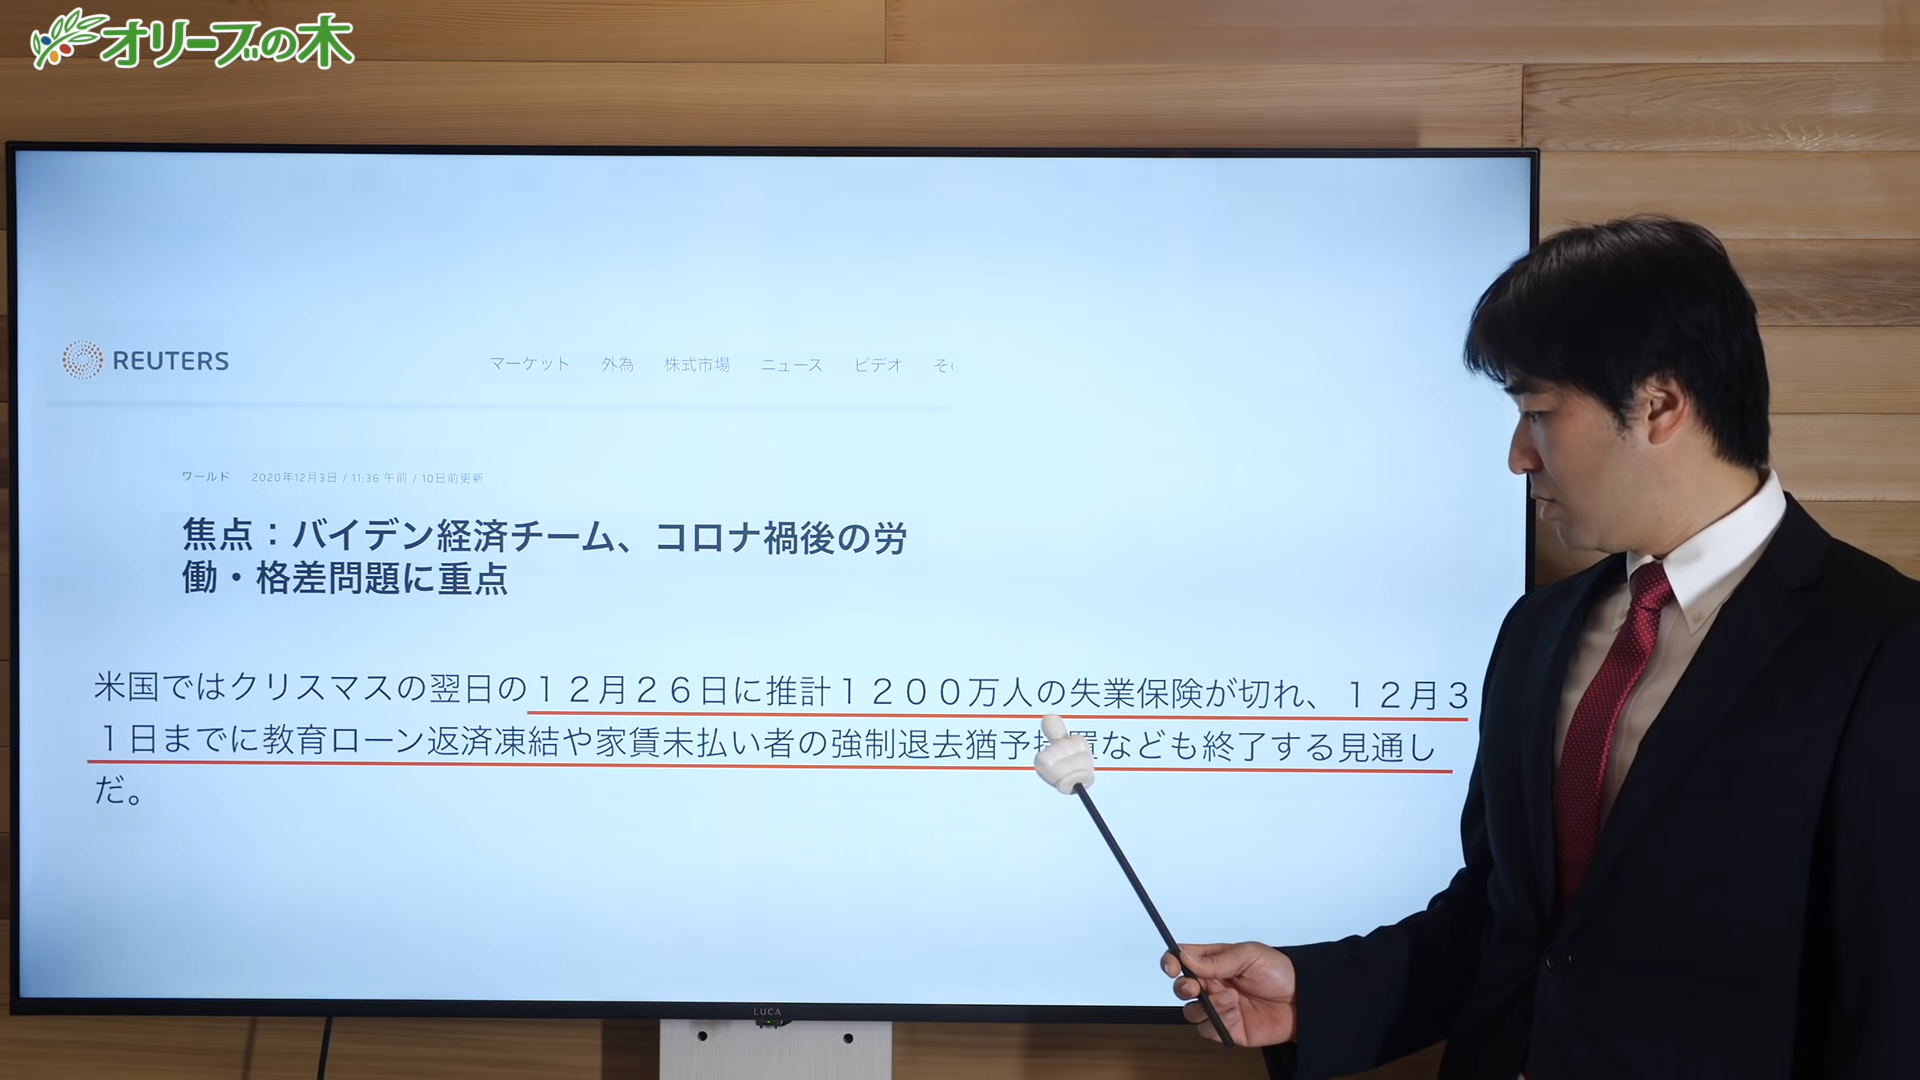 オリーブの木
REUTERS
マーケット 外為 株式市場 ニュース ビデオ
ワールド 2020年12月3日 / 11:36 午前 / 10日前更新
焦点：バイデン経済チーム、コロナ禍後の労
働・格差問題に重点
米国ではクリスマスの翌日の１２月２６日に推計１２００万人の失業保険が切れ、１２月３
１日までに教育ローン返済凍結や家賃未払い者の強制退去猶予措置なども終了する見通し
だ。
LUCA